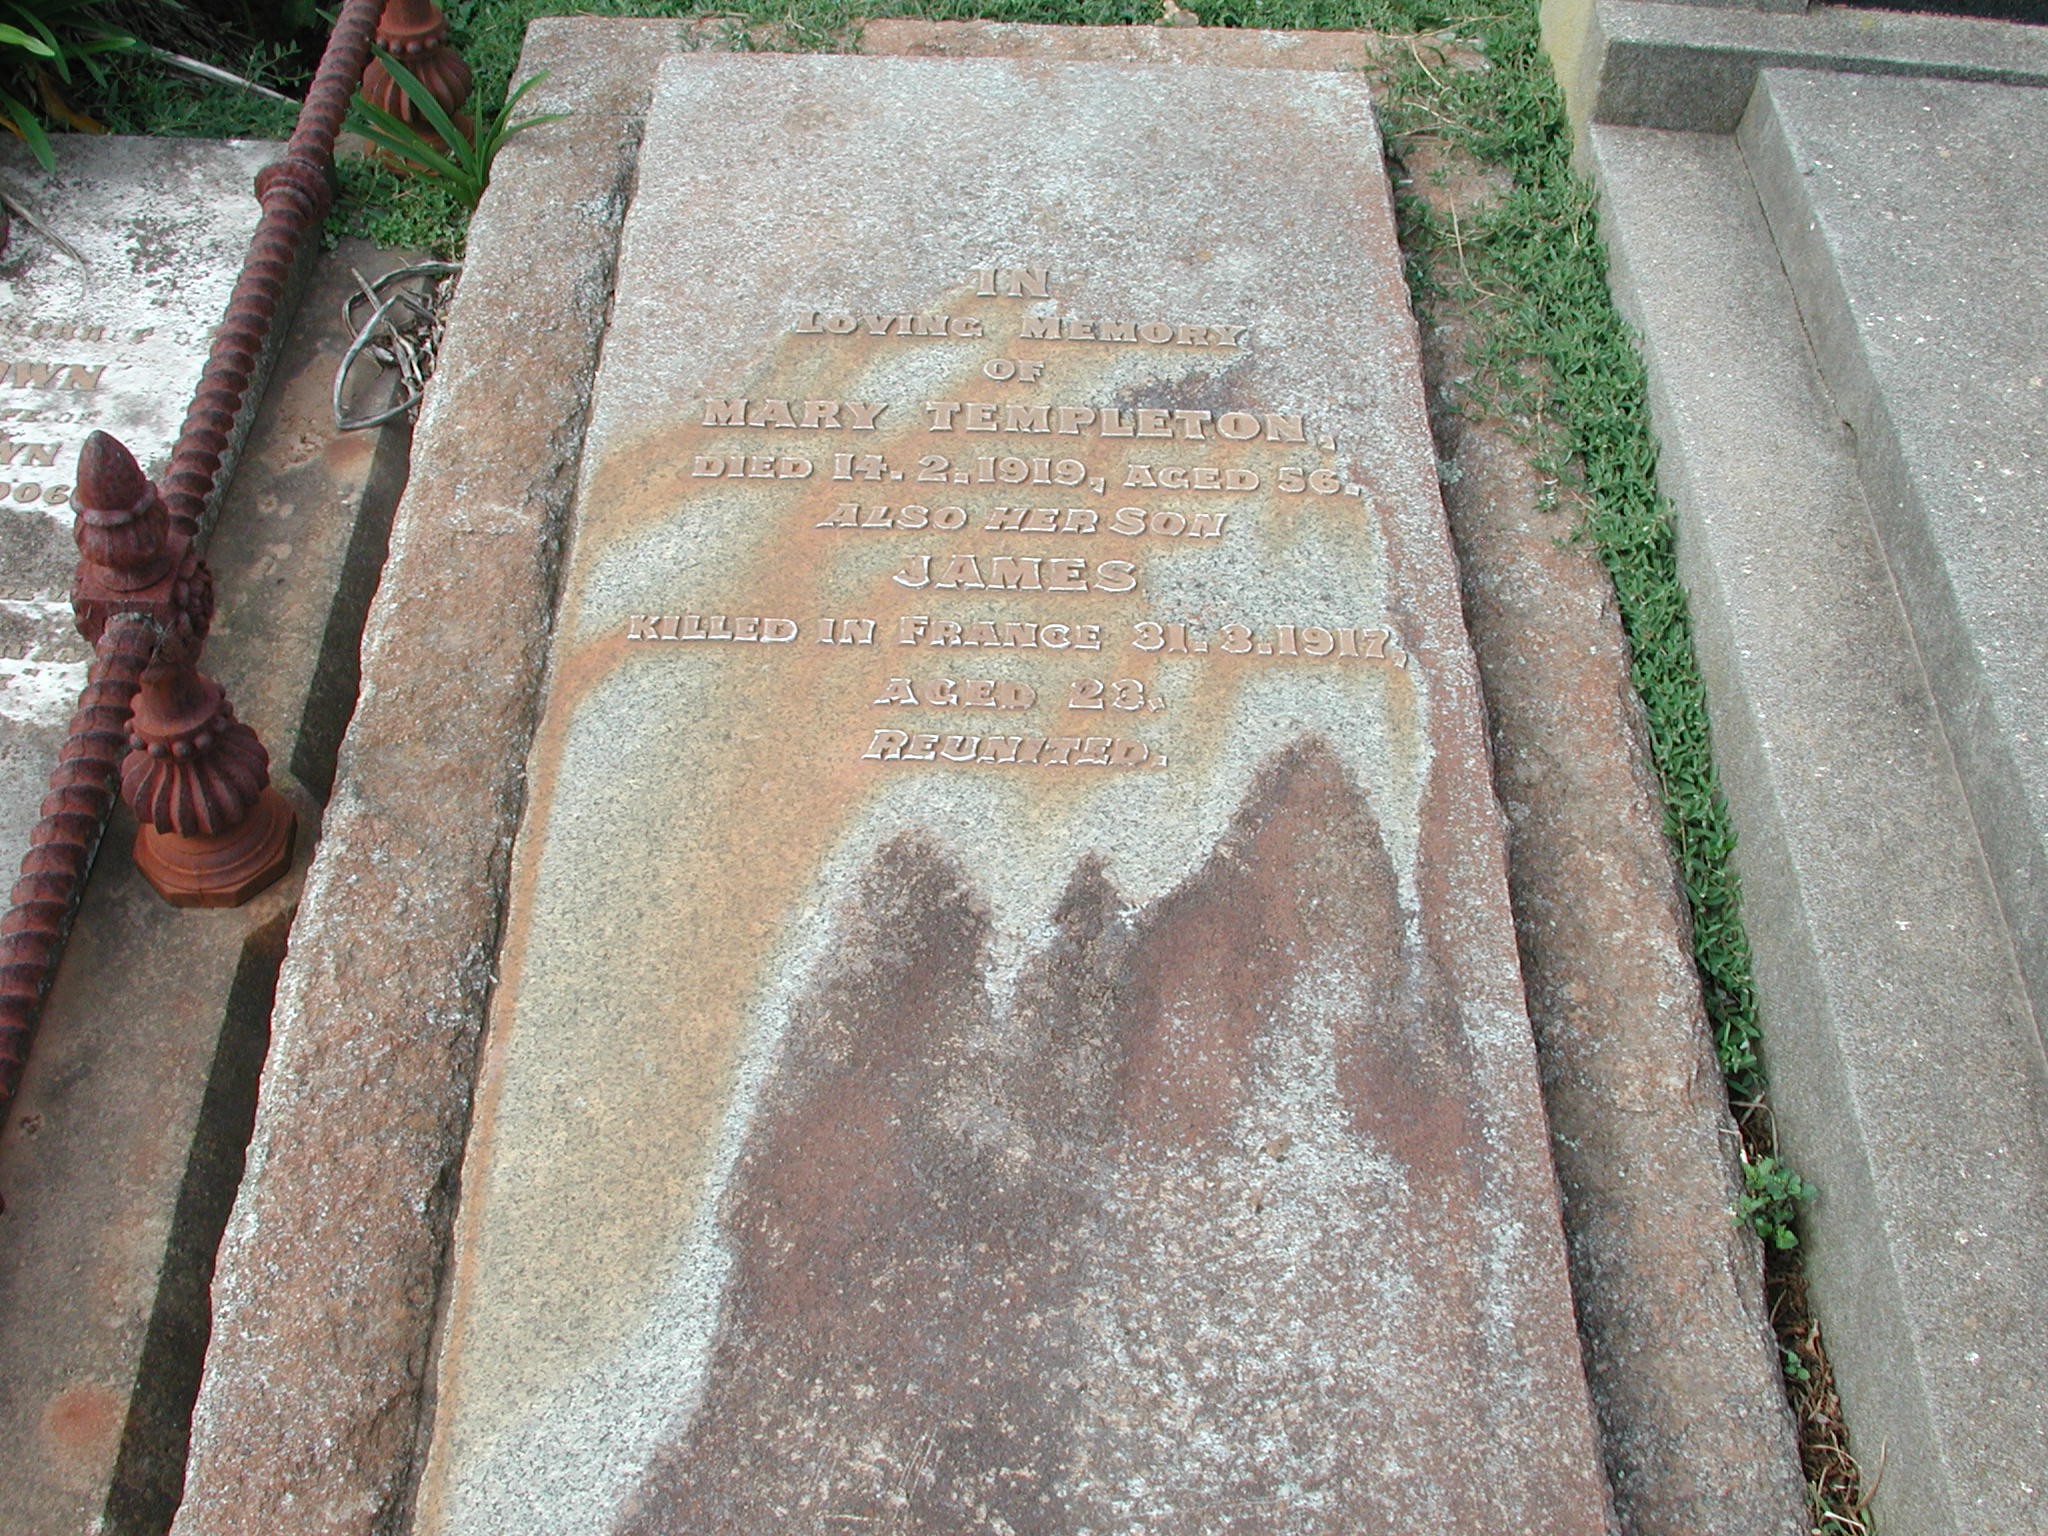 IN
LOVING MEMORY
OF
MARY TEMPLETON,
DIED 14. 2. 1919, AGED 56.
ALSO HER SON
JAMES
KILLED IN FRANCE 31. 3. 1917,
AGED 23.
REUNITED.